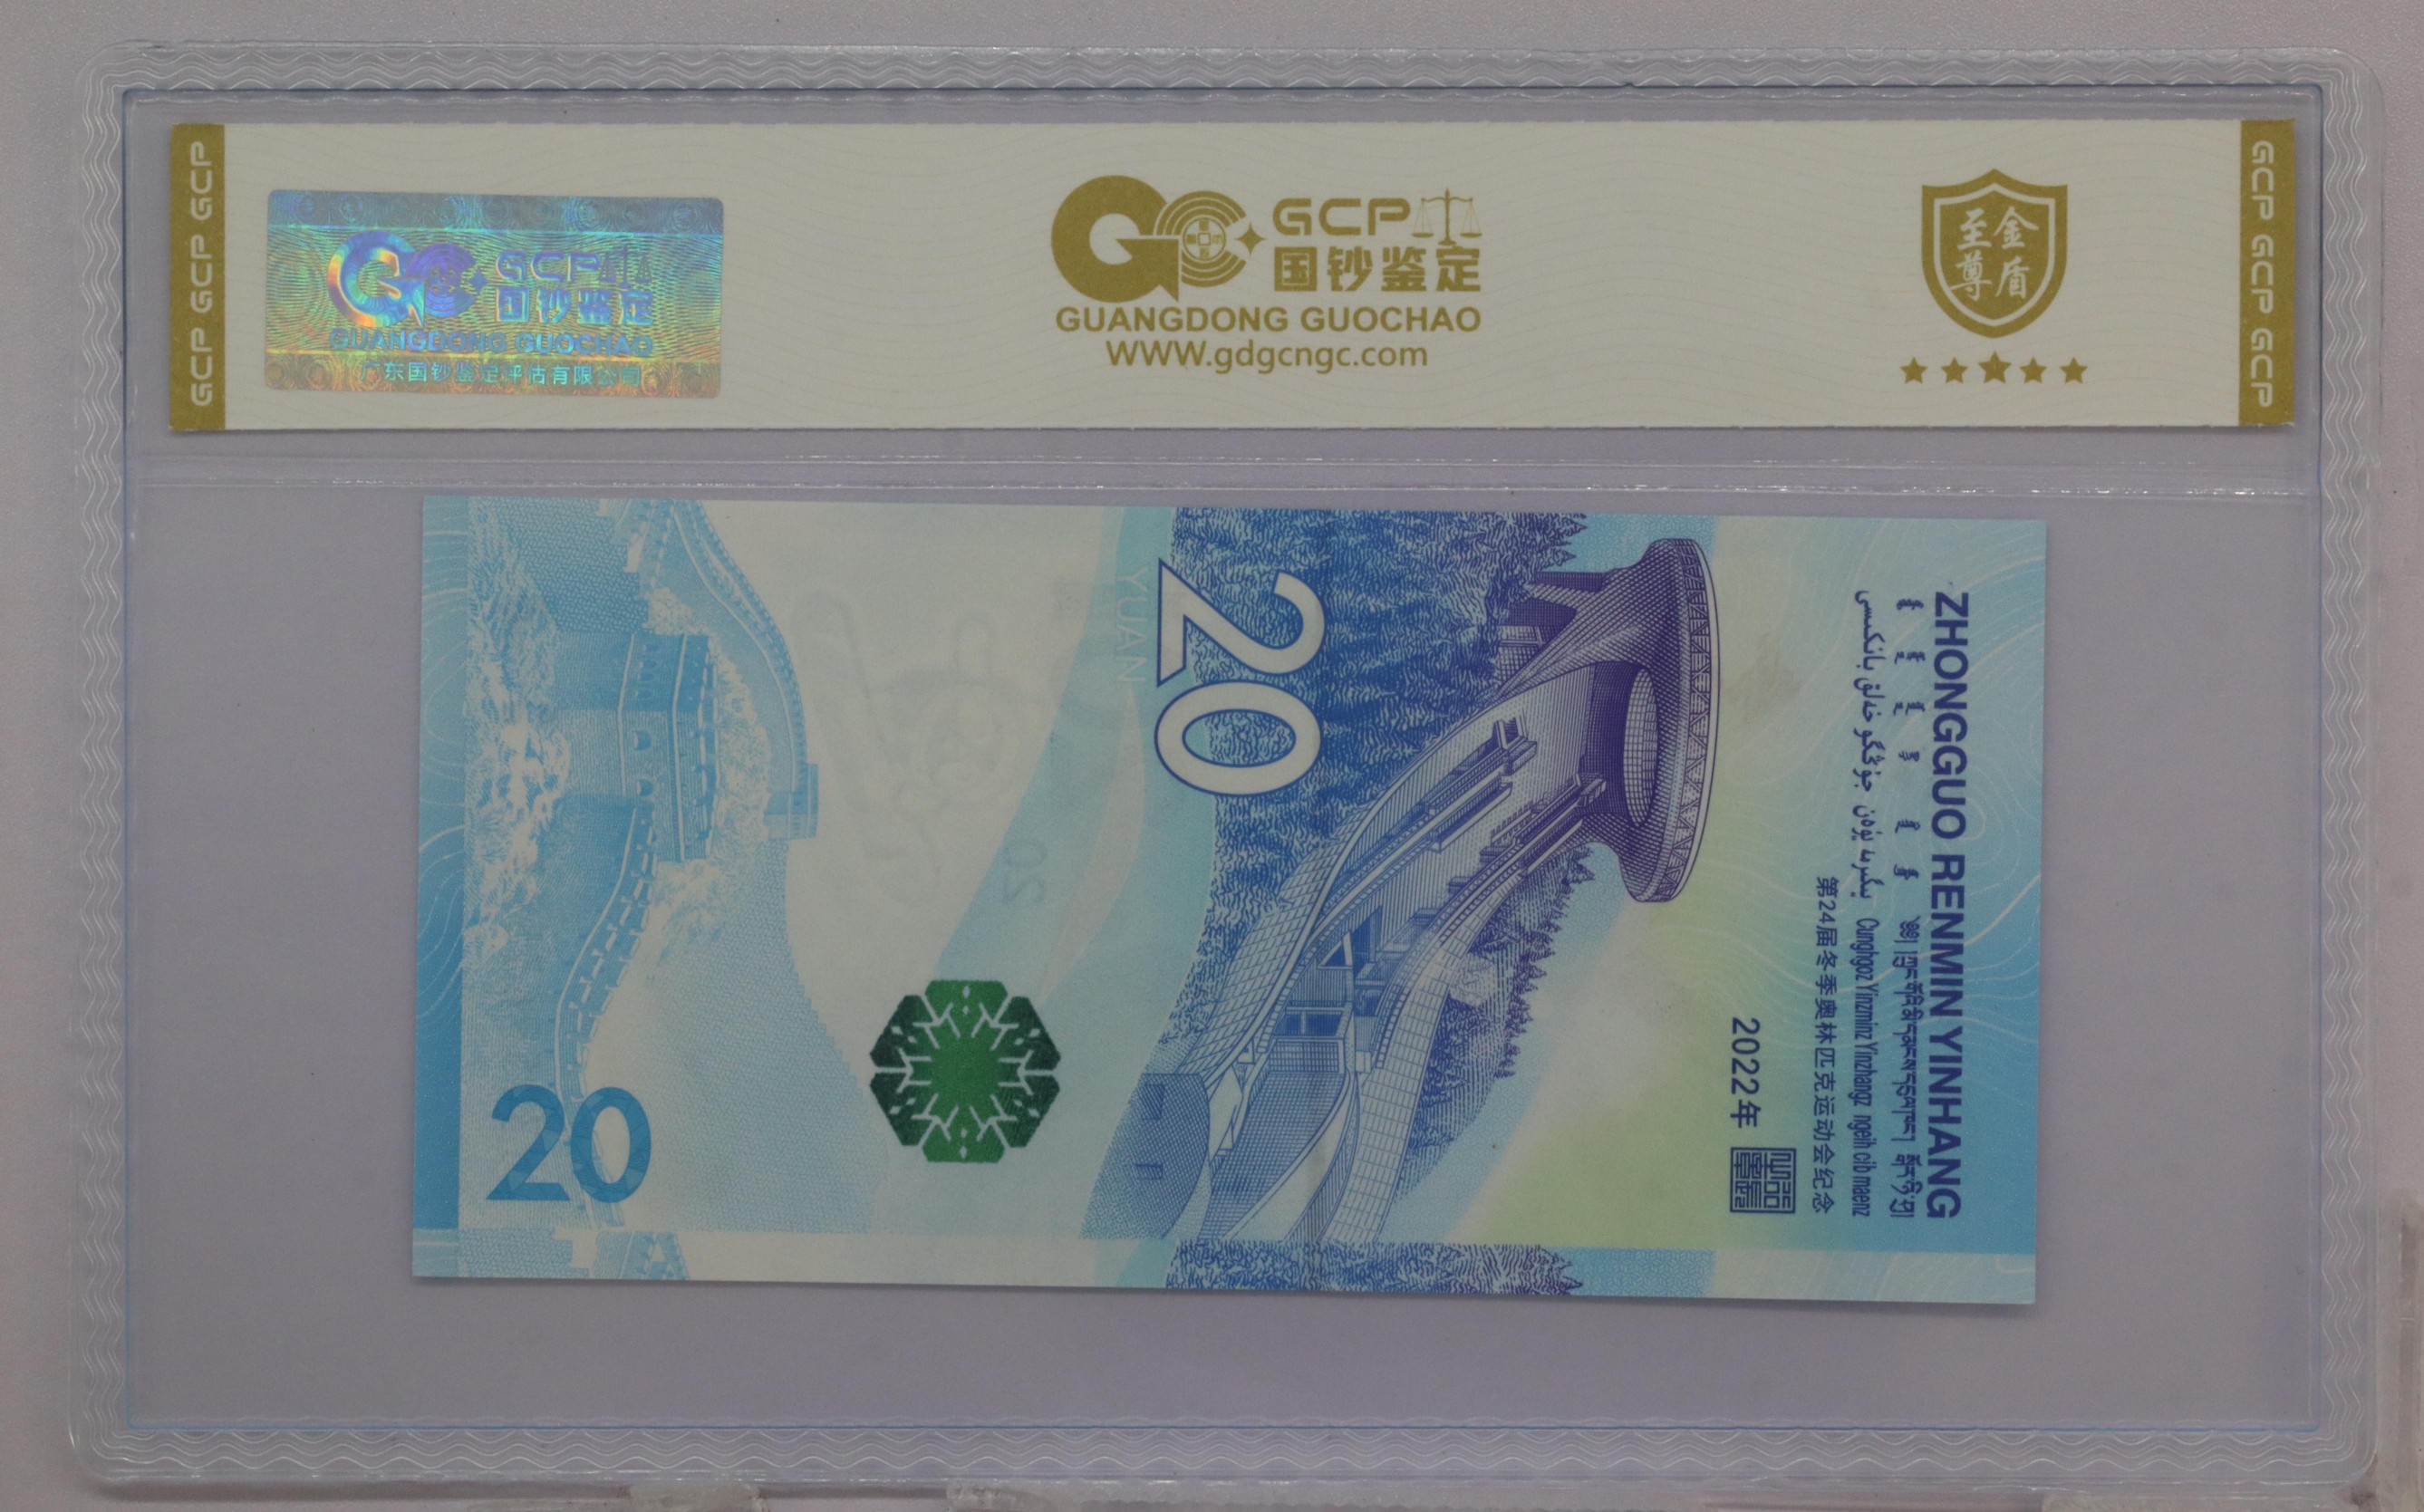 GCP GCP GCP
GCP
国钞鉴定
GUANGDONG GUOCHAO
广东国钞鉴定评估有限公司
GCP
国钞鉴定
GUANGDONG GUOCHAO
WWW.gdgcngc.com
金盾
至尊
GCP GCP GCP
ZHONGGUO RENMIN YINHANG
Cunghgoz Yinzminz Yinzhangz ngeih cib maenz
第24届冬季奥林匹克运动会纪念
2022年
20
YUAN
20
20